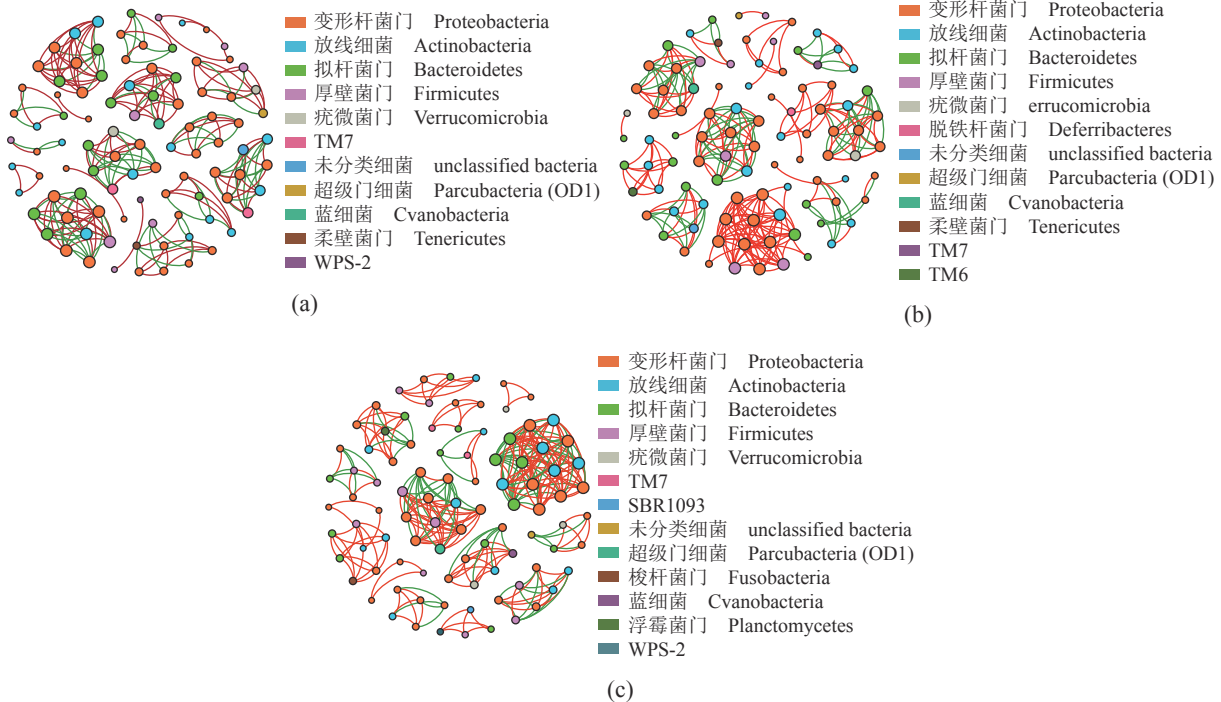 变形杆菌门 Proteobacteria
放线细菌 Actinobacteria
拟杆菌门 Bacteroidetes
厚壁菌门 Firmicutes
疣微菌门 Verrucomicrobia
TM7
未分类细菌 unclassified bacteria
超级门细菌 Parcubacteria (OD1)
蓝细菌 Cvanobacteria
柔壁菌门 Tenericutes
WPS-2
(a)
变形杆菌门 Proteobacteria
放线细菌 Actinobacteria
拟杆菌门 Bacteroidetes
厚壁菌门 Firmicutes
疣微菌门 errucomicrobia
脱铁杆菌门 Deferribacteres
未分类细菌 unclassified bacteria
超级门细菌 Parcubacteria (OD1)
蓝细菌 Cvanobacteria
柔壁菌门 Tenericutes
TM7
TM6
(b)
变形杆菌门 Proteobacteria
放线细菌 Actinobacteria
拟杆菌门 Bacteroidetes
厚壁菌门 Firmicutes
疣微菌门 Verrucomicrobia
TM7
SBR1093
未分类细菌 unclassified bacteria
超级门细菌 Parcubacteria (OD1)
梭杆菌门 Fusobacteria
蓝细菌 Cvanobacteria
浮霉菌门 Planctomycetes
WPS-2
(c)